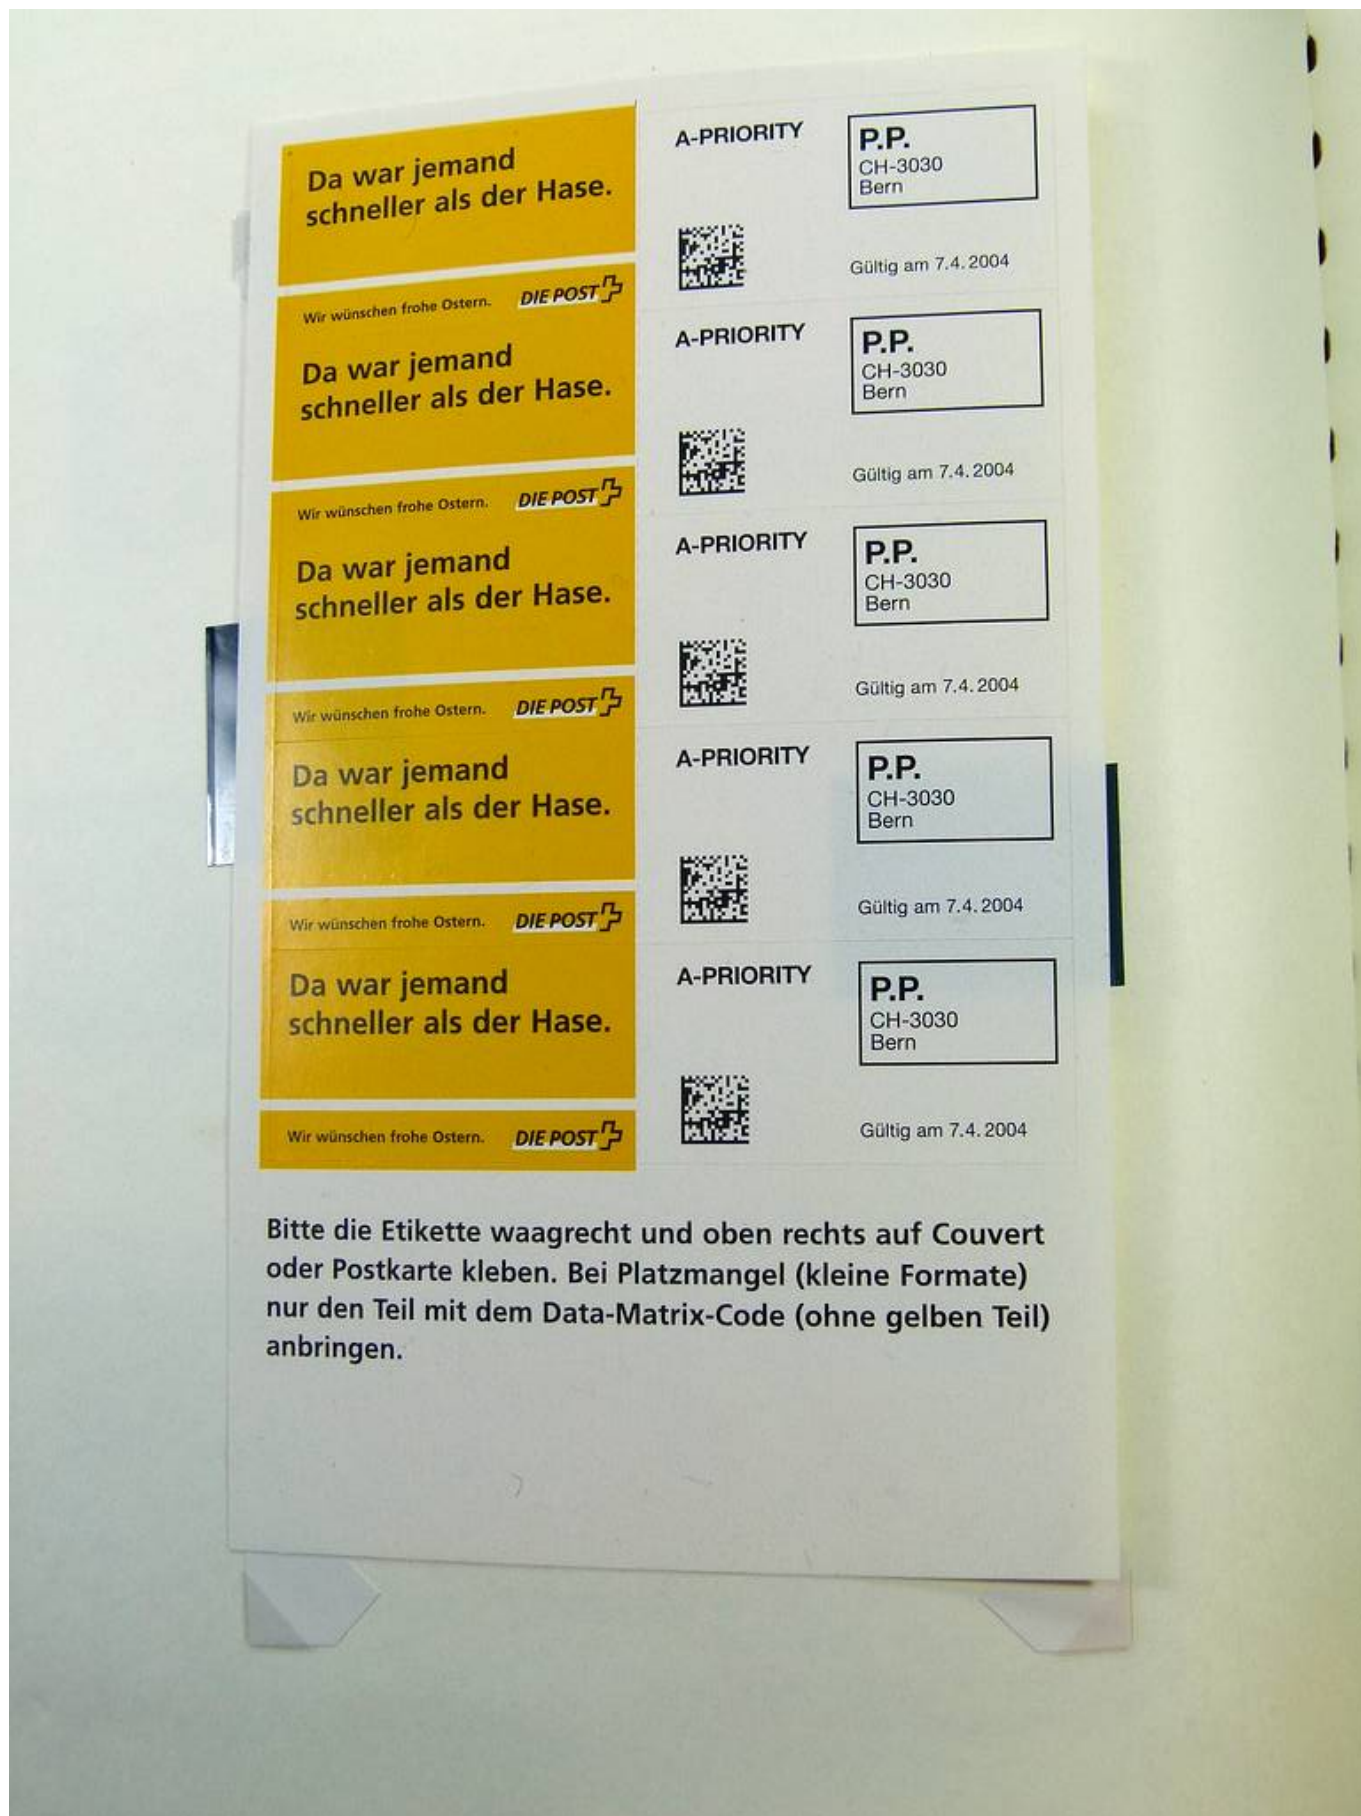 Da war jemand
schneller als der Hase.
A-PRIORITY
P.P.
CH-3030
Bern
Gültig am 7.4.2004
Wir wünschen frohe Ostern. DIE POST
Da war jemand
schneller als der Hase.
A-PRIORITY
P.P.
CH-3030
Bern
Gültig am 7.4.2004
Wir wünschen frohe Ostern. DIE POST
Da war jemand
schneller als der Hase.
A-PRIORITY
P.P.
CH-3030
Bern
Gültig am 7.4.2004
Wir wünschen frohe Ostern. DIE POST
Da war jemand
schneller als der Hase.
A-PRIORITY
P.P.
CH-3030
Bern
Gültig am 7.4.2004
Wir wünschen frohe Ostern. DIE POST
Da war jemand
schneller als der Hase.
A-PRIORITY
P.P.
CH-3030
Bern
Gültig am 7.4.2004
Wir wünschen frohe Ostern. DIE POST
Bitte die Etikette waagrecht und oben rechts auf Couvert
oder Postkarte kleben. Bei Platzmangel (kleine Formate)
nur den Teil mit dem Data-Matrix-Code (ohne gelben Teil)
anbringen.